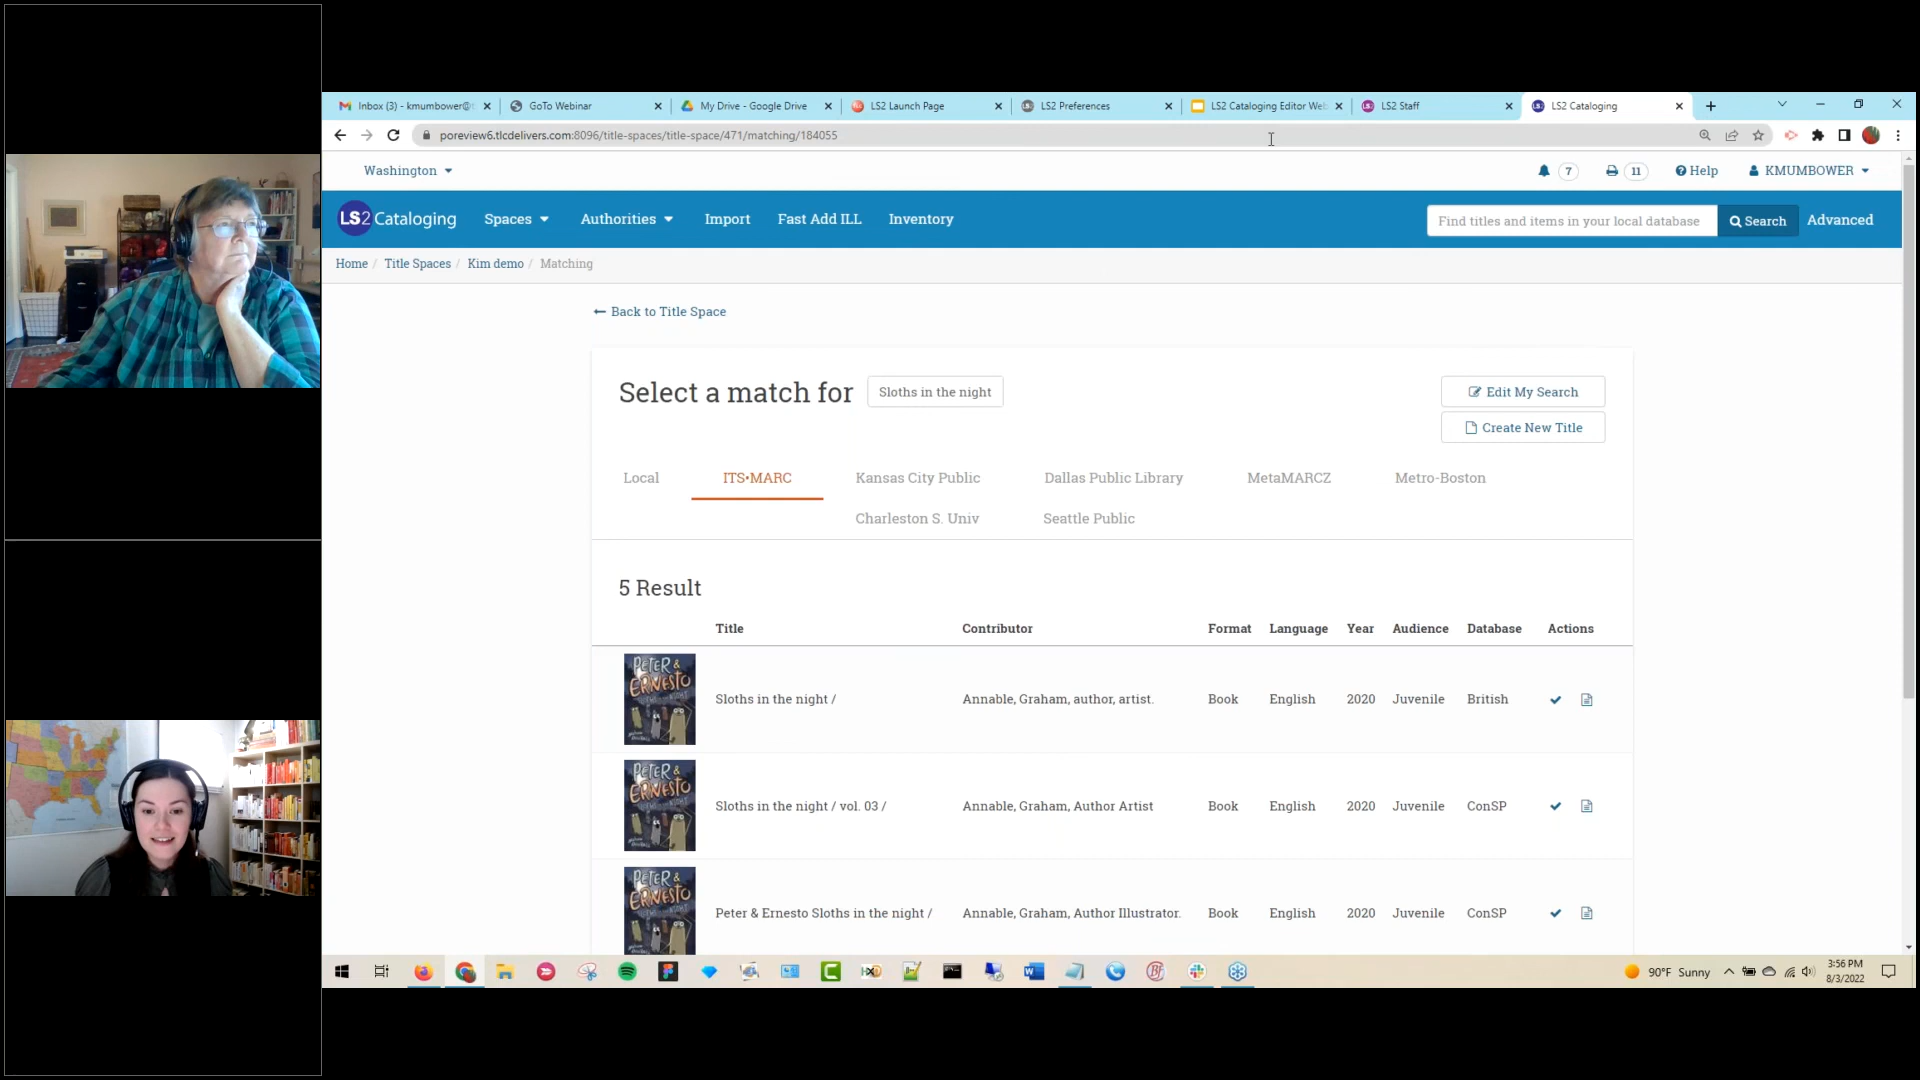 Inbox (3) - kmumbower@
GoTo Webinar
My Drive - Google Drive
LS2 Launch Page
LS2 Preferences
LS2 Cataloging Editor Web
LS2 Staff
LS2 Cataloging
poreview6.tlcdelivers.com:8096/title-spaces/title-space/471/matching/184055
Washington
7
11
Help
KMUMBOWER
LS2 Cataloging
Spaces
Authorities
Import
Fast Add ILL
Inventory
Find titles and items in your local database
Search
Advanced
Home / Title Spaces / Kim demo / Matching
Back to Title Space
Select a match for
Sloths in the night
Edit My Search
Create New Title
Local
ITS•MARC
Kansas City Public
Dallas Public Library
MetaMARCZ
Metro-Boston
Charleston S. Univ
Seattle Public
5 Result
Title Contributor Format Language Year Audience Database Actions
PETER &
ERNESTO
Sloths in the night / Annable, Graham, author, artist. Book English 2020 Juvenile British
PETER &
ERNESTO
Sloths in the night / vol. 03 / Annable, Graham, Author Artist Book English 2020 Juvenile ConSP
PETER &
ERNESTO
Peter & Ernesto Sloths in the night / Annable, Graham, Author Illustrator. Book English 2020 Juvenile ConSP
90°F Sunny
3:56 PM
8/3/2022